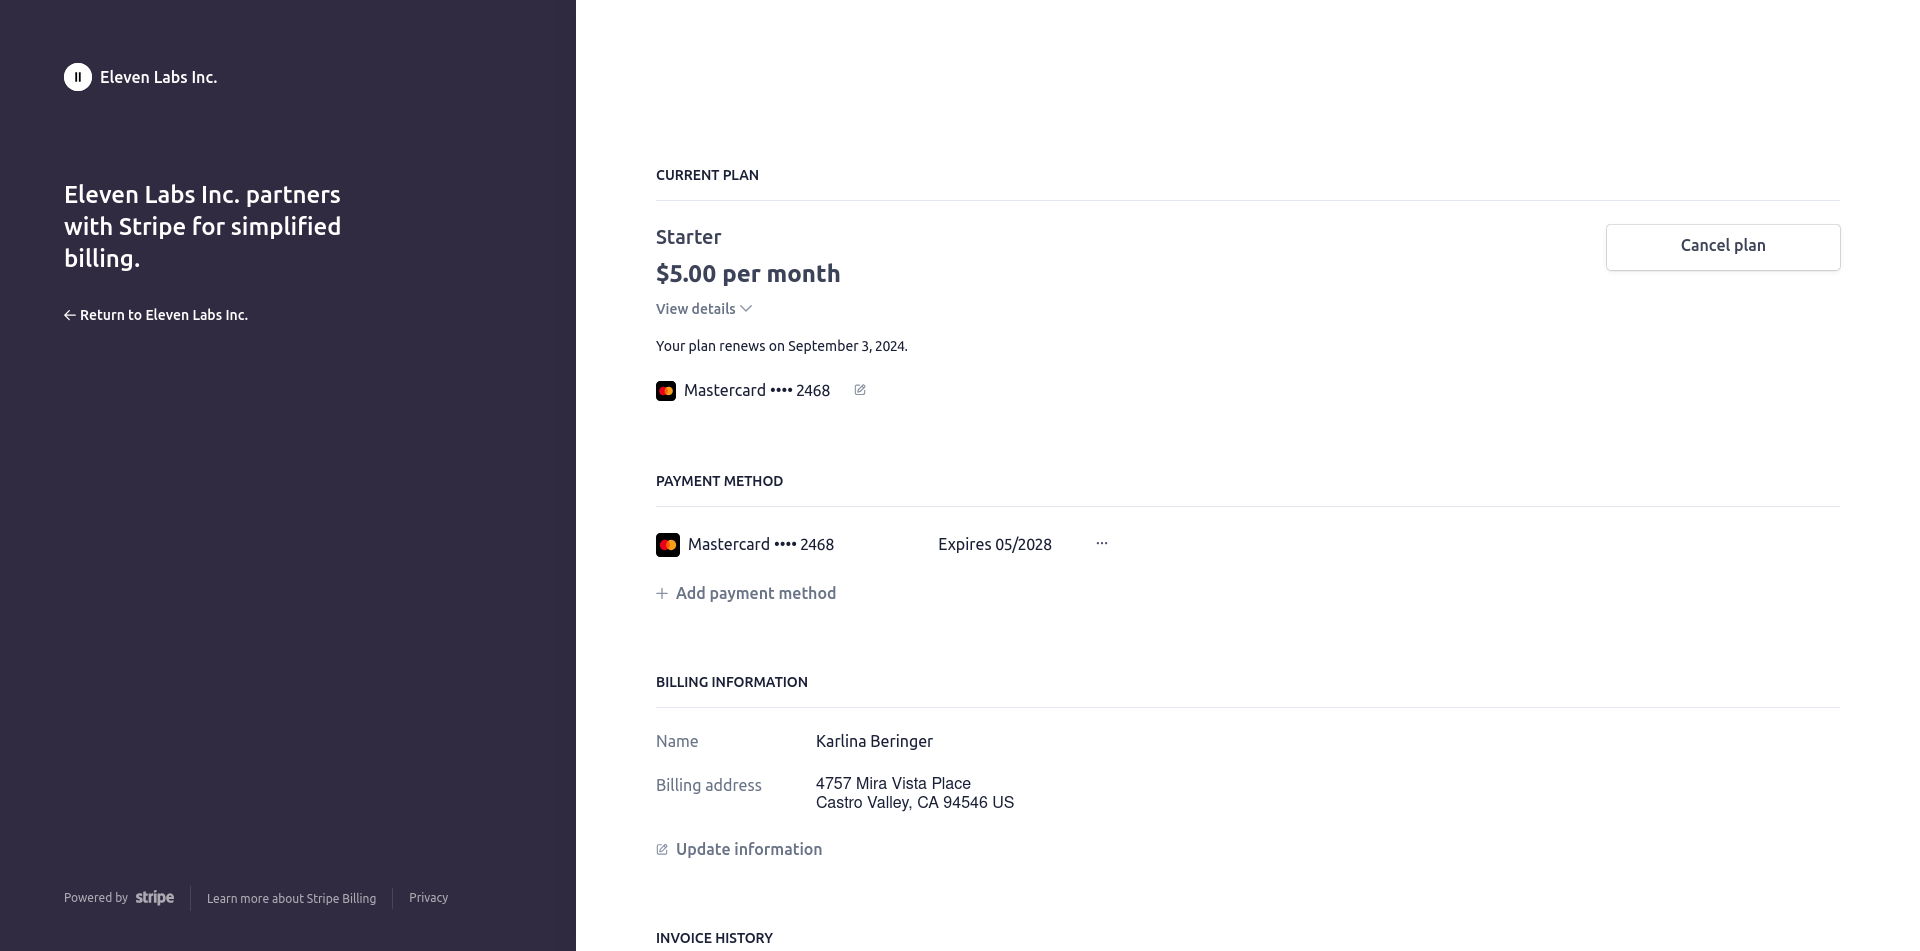 Eleven Labs Inc.
Eleven Labs Inc. partners
with Stripe for simplified
billing.
← Return to Eleven Labs Inc.
Powered by stripe
Learn more about Stripe Billing
Privacy
CURRENT PLAN
Starter
$5.00 per month
View details
Your plan renews on September 3, 2024.
Mastercard •••• 2468
Cancel plan
PAYMENT METHOD
Mastercard •••• 2468 Expires 05/2028 ···
+ Add payment method
BILLING INFORMATION
Name Karlina Beringer
Billing address 4757 Mira Vista Place
Castro Valley, CA 94546 US
Update information
INVOICE HISTORY